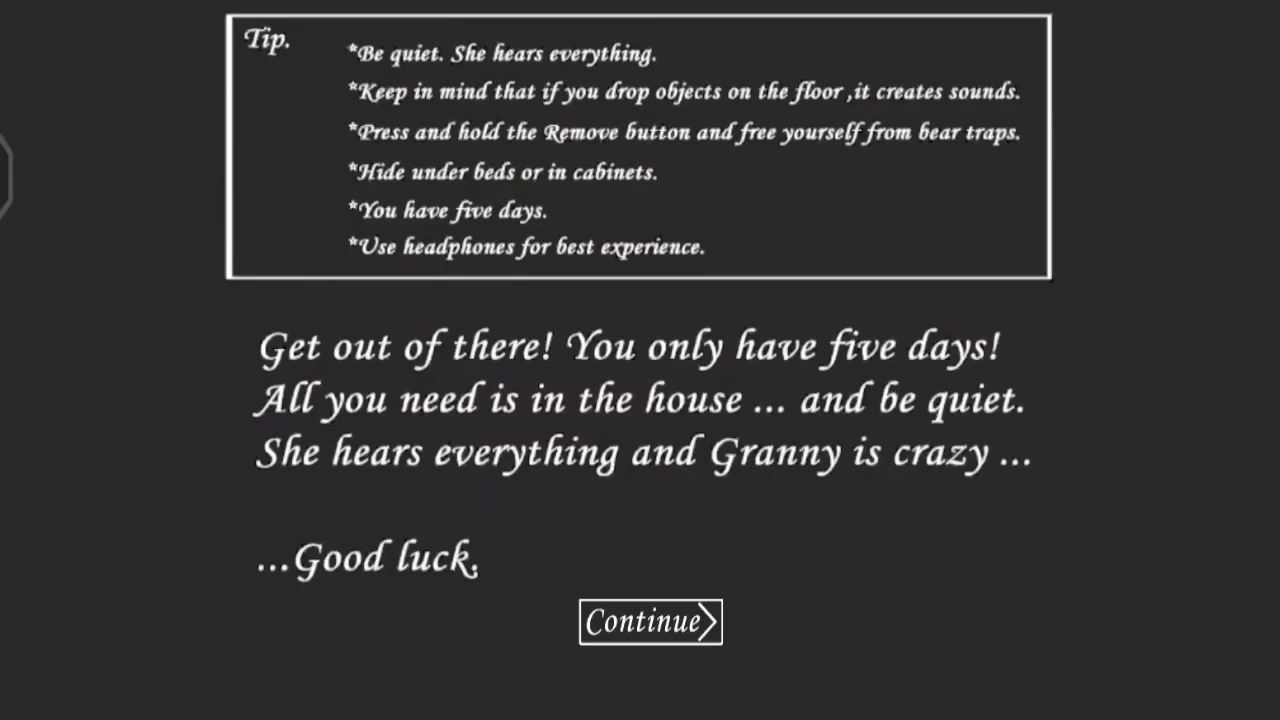 Tip.
*Be quiet. She hears everything.
*Keep in mind that if you drop objects on the floor ,it creates sounds.
*Press and hold the Remove button and free yourself from bear traps.
*Hide under beds or in cabinets.
*You have five days.
*Use headphones for best experience.
Get out of there! You only have five days!
All you need is in the house ... and be quiet.
She hears everything and Granny is crazy ...
...Good luck.
Continue